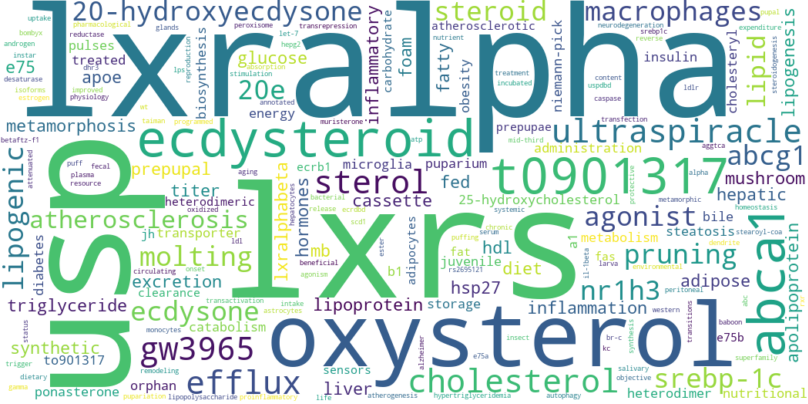 20-hydroxyecdysone
steroid
macrophages
lxralpha
pulses
treated
e75
apoe
biosynthesis
glucose
20e
energy
inflammatory
foam
carbohydrate
atherosclerotic
fatty
obesity
niemann-pick
insulin
cholesteryl
lipid
lipogenesis
metamorphosis
ecdysteroid
ultraspiracle
prepupae
administration
abcg1
prepupal
microglia
puparium
t0901317
mushroom
lipogenic
usp
titer
ecrb1
sterol
fed
25-hydroxycholesterol
hepatic
heterodimeric
lxralphabeta
hormones
cassette
agonist
bile
abca1
atherosclerosis
jh
transporter
lxrs
mb
adipocytes
hdl
a1
metabolism
steatosis
stearoyl-coa
apolipoprotein
diabetes
molting
excretion
fat
juvenile
diet
fas
pruning
clearance
b1
hsp27
nr1h3
adipose
triglyceride
ecdysone
lipoprotein
storage
inflammation
e75b
synthetic
catabolism
oxysterol
to901317
gw3965
sensors
orphan
efflux
liver
cholesterol
srebp-1c
ponasterone
heterodimer
nutritional
pharmacological
glands
peroxisome
transrepression
uptake
androgen
reductase
let-7
bombyx
dhr3
hepg2
instar
lps
desaturase
stimulation
isoforms
improved
estrogen
physiology
reproduction
absorption
muristerone
wt
taiman
programmed
nutrient
neurodegeneration
expenditure
pupal
srebplc
reverse
steroidogenesis
treatment
content
incubated
uspdbd
ldlr
annotated
caspase
transfection
betaftz-f1
mid-third
aggtca
attenuated
puff
fecal
plasma
resource
aging
atp
alpha
protective
metamorphic
homeostasis
bacterial
oxidized
release
ecrdbd
systemic
ldl
scd1
hepatocytes
chronic
serum
puffing
beneficial
agonism
ester
rs2695121
circulating
onset
larva
environmental
dendrite
il-1beta
peritoneal
abc
transactivation
intake
monocytes
astrocytes
western
transitions
baboon
br-c
kc
synthesis
status
trigger
remodeling
alzheimer
e75a
insect
superfamily
dietary
salivary
objective
gamma
pupariation
lipopolysaccharide
proinflammatory
life
atherogenesis
hypertriglyceridemia
autophagy